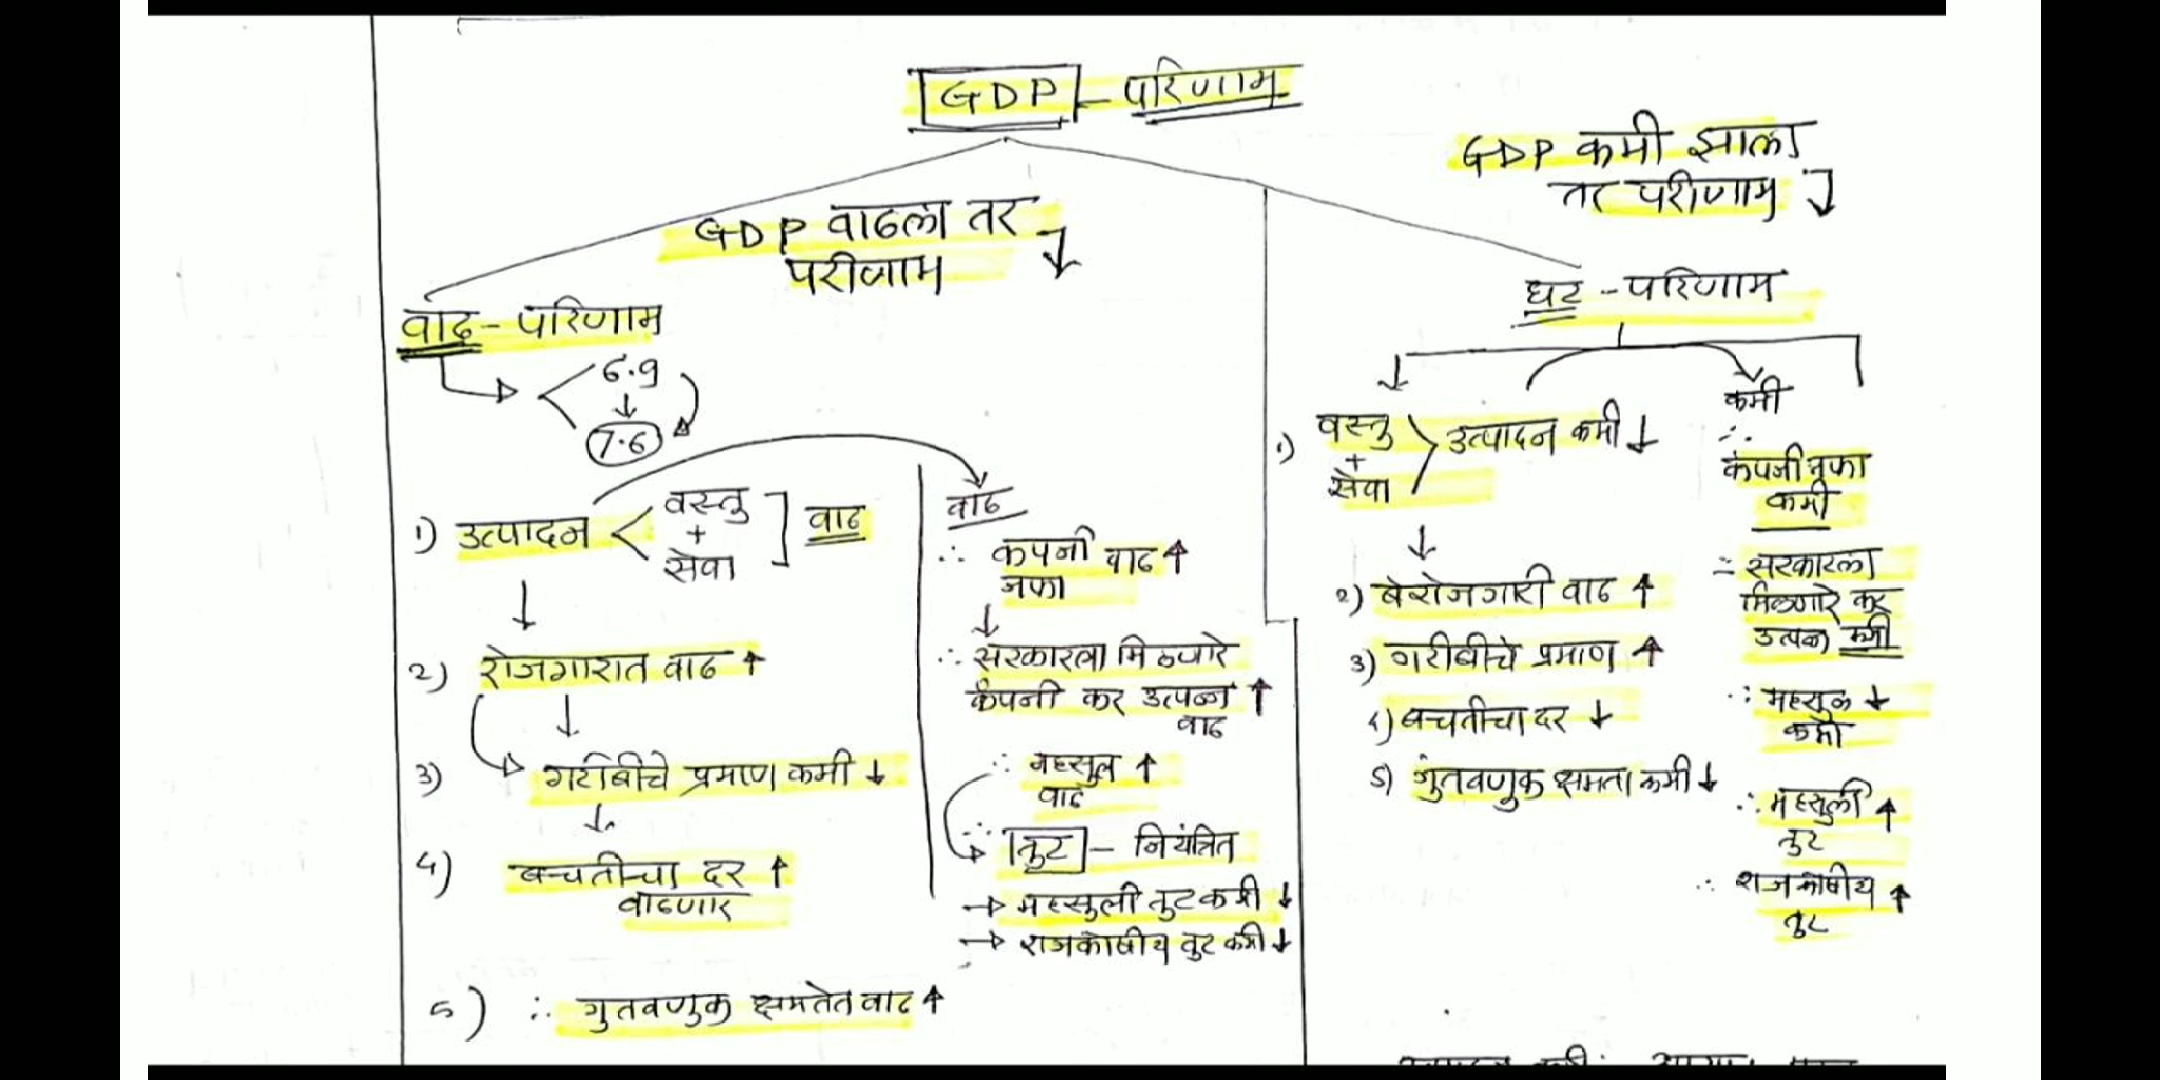 GDP - परिणाम
GDP वाढला तर
परीणाम
वाढ - परिणाम
6.9
7.6
1) उत्पादन < वस्तु + सेवा ] वाढ
2) रोजगारात वाढ ↑
3) गरीबीचे प्रमाण कमी ↓
4) बचतीचा दर ↑
वाढणार
5) ∴ गुतवणुक क्षमतेत वाढ ↑
वाढ
∴ कंपनी वाढ ↑
नफा
∴ सरकारला मिळणारे
कंपनी कर उत्पन्न ↑
वाढ
∴ महसुल ↑
वाढ
∴ तुट - नियंत्रित
→ महसुली तुट कमी ↓
→ राजकोषीय तुट कमी ↓
GDP कमी झाला
तर परीणाम
घट - परिणाम
1) वस्तु + सेवा > उत्पादन कमी ↓
2) बेरोजगारी वाढ ↑
3) गरीबीचे प्रमाण ↑
4) बचतीचा दर ↓
5) गुंतवणुक क्षमता कमी ↓
कमी
∴
कंपनी नफा
कमी
= सरकारला
मिळणारे कर
उत्पन्न कमी
∴ महसुल ↓
कमी
∴ महसुली ↑
तुट
∴ राजकोषीय ↑
तुट